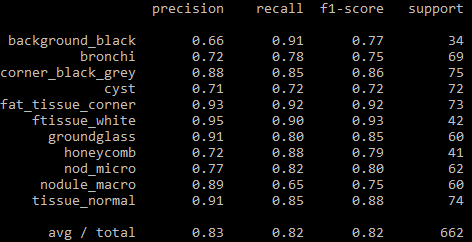 precision recall f1-score support
background_black 0.66 0.91 0.77 34
bronchi 0.72 0.78 0.75 69
corner_black_grey 0.88 0.85 0.86 75
cyst 0.71 0.72 0.72 72
fat_tissue_corner 0.93 0.92 0.92 73
ftissue_white 0.95 0.90 0.93 42
groundglass 0.91 0.80 0.85 60
honeycomb 0.72 0.88 0.79 41
nod_micro 0.77 0.82 0.80 62
nodule_macro 0.89 0.65 0.75 60
tissue_normal 0.91 0.85 0.88 74
avg / total 0.83 0.82 0.82 662